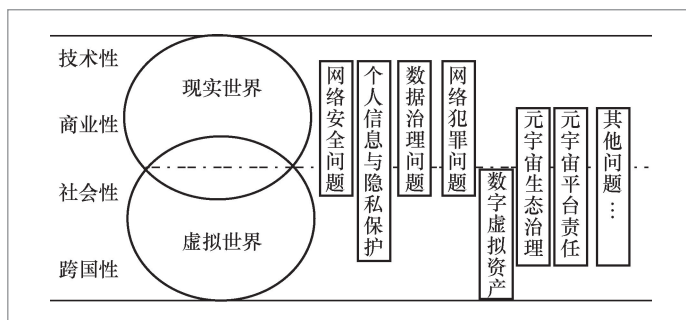 技术性
商业性
社会性
跨国性
现实世界
虚拟世界
网络安全问题
个人信息与隐私保护
数据治理问题
网络犯罪问题
数字虚拟资产
元宇宙生态治理
元宇宙平台责任
其他问题…